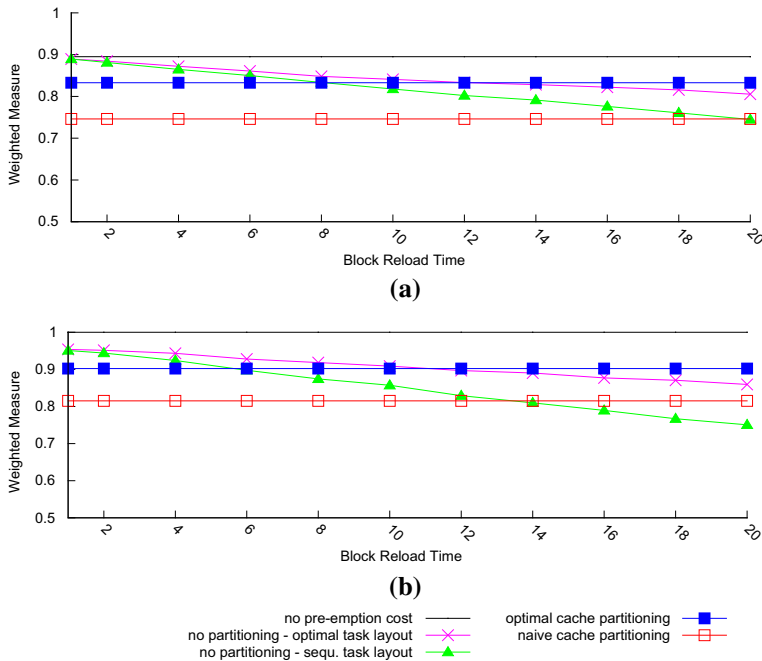 1
0.9
0.8
0.7
0.6
0.5
Weighted Measure
2 4 6 8 10 12 14 16 18 20
Block Reload Time
(a)
1
0.9
0.8
0.7
0.6
0.5
Weighted Measure
2 4 6 8 10 12 14 16 18 20
Block Reload Time
(b)
no pre-emption cost
no partitioning - optimal task layout
no partitioning - sequ. task layout
optimal cache partitioning
naive cache partitioning